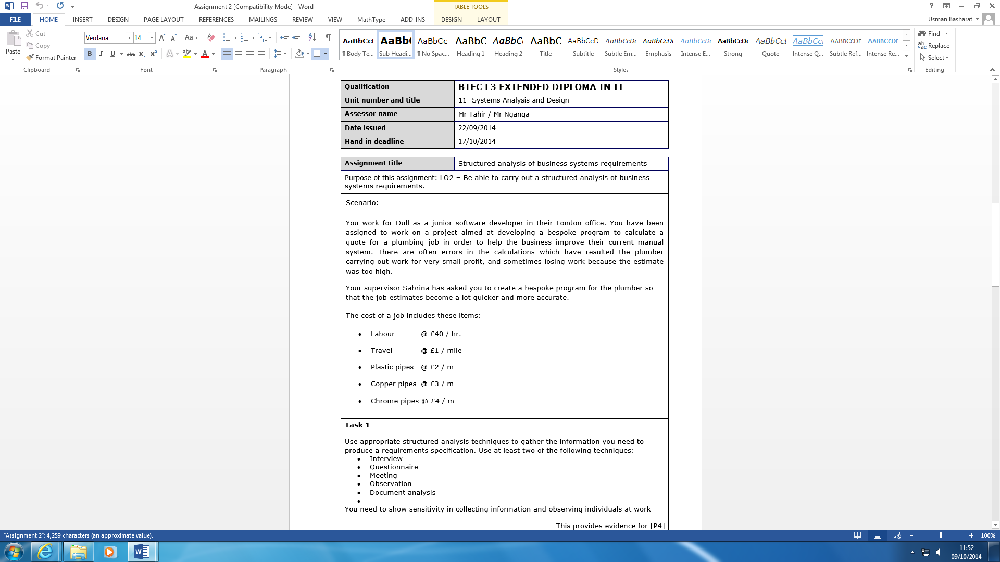 Assignment 2 [Compatibility Mode] - Word
TABLE TOOLS
?
FILE HOME INSERT DESIGN PAGE LAYOUT REFERENCES MAILINGS REVIEW VIEW MathType ADD-INS DESIGN LAYOUT
Usman Basharat
Paste
Cut
Copy
Format Painter
Clipboard
Verdana 14
Aa
B I U abc x₂ x²
Font
Paragraph
AaBbCcI AaBb( AaBbCcI AaBbC AaBbC( AaBbC AaBbCcD AaBbCcDc AaBbCcDc AaBbCcDc AaBbCcDc AaBbCcI AaBbCcI AABBCCDE AABBCCDE
¶ Body Te... Sub Headi... ¶ No Spac... Heading 1 Heading 2 Title Subtitle Subtle Em... Emphasis Intense E... Strong Quote Intense Q... Subtle Ref... Intense Re...
Styles
Find
Replace
Select
Editing
Qualification BTEC L3 EXTENDED DIPLOMA IN IT
Unit number and title 11- Systems Analysis and Design
Assessor name Mr Tahir / Mr Nganga
Date issued 22/09/2014
Hand in deadline 17/10/2014
Assignment title Structured analysis of business systems requirements
Purpose of this assignment: LO2 – Be able to carry out a structured analysis of business
systems requirements.
Scenario:
You work for Dull as a junior software developer in their London office. You have been
assigned to work on a project aimed at developing a bespoke program to calculate a
quote for a plumbing job in order to help the business improve their current manual
system. There are often errors in the calculations which have resulted the plumber
carrying out work for very small profit, and sometimes losing work because the estimate
was too high.
Your supervisor Sabrina has asked you to create a bespoke program for the plumber so
that the job estimates become a lot quicker and more accurate.
The cost of a job includes these items:
• Labour @ £40 / hr.
• Travel @ £1 / mile
• Plastic pipes @ £2 / m
• Copper pipes @ £3 / m
• Chrome pipes @ £4 / m
Task 1
Use appropriate structured analysis techniques to gather the information you need to
produce a requirements specification. Use at least two of the following techniques:
• Interview
• Questionnaire
• Meeting
• Observation
• Document analysis
•
You need to show sensitivity in collecting information and observing individuals at work
This provides evidence for [P4]
"Assignment 2": 4,259 characters (an approximate value).
100%
11:52
09/10/2014